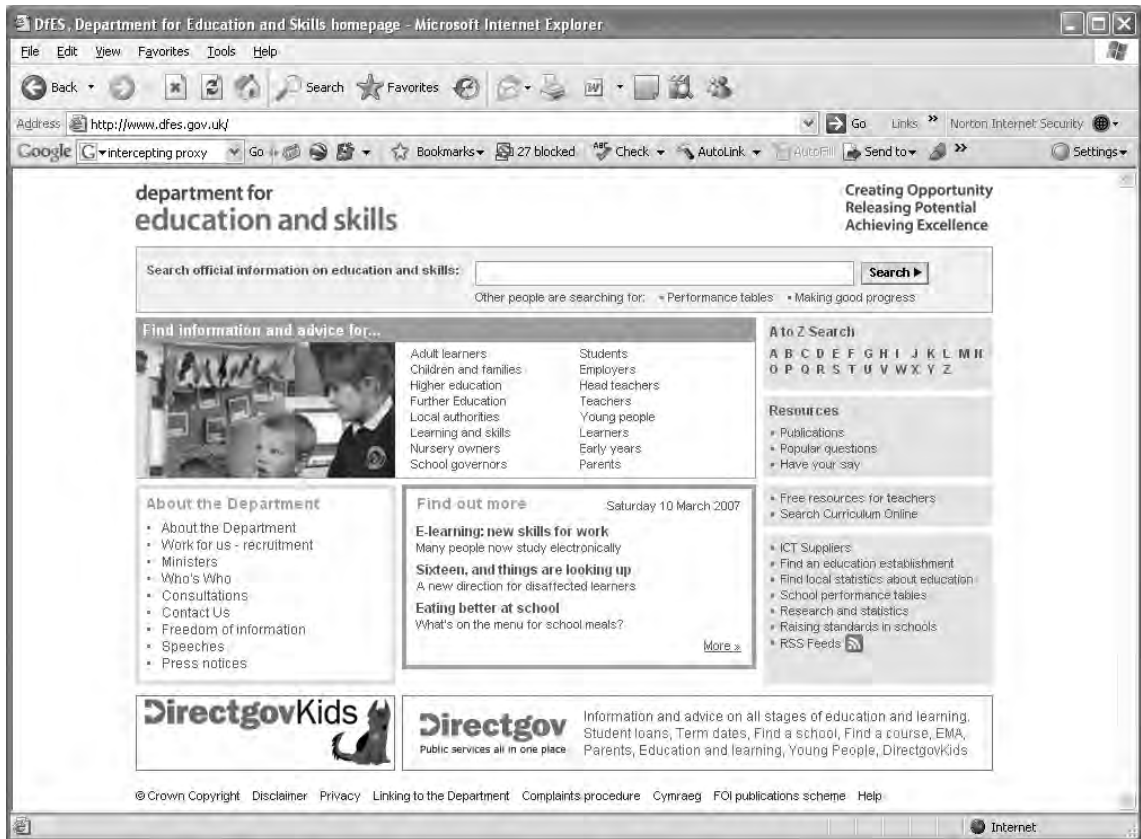 DfES, Department for Education and Skills homepage - Microsoft Internet Explorer
File Edit View Favorites Tools Help
Back Search Favorites
Address http://www.dfes.gov.uk/ Go Links » Norton Internet Security
Google G intercepting proxy Go Bookmarks 27 blocked ABC Check AutoLink AutoFill Send to » Settings
department for
education and skills
Creating Opportunity
Releasing Potential
Achieving Excellence
Search official information on education and skills: Search
Other people are searching for: • Performance tables • Making good progress
Find information and advice for...
Adult learners
Children and families
Higher education
Further Education
Local authorities
Learning and skills
Nursery owners
School governors
Students
Employers
Head teachers
Teachers
Young people
Learners
Early years
Parents
A to Z Search
A B C D E F G H I J K L M N
O P Q R S T U V W X Y Z
Resources
Publications
Popular questions
Have your say
Free resources for teachers
Search Curriculum Online
ICT Suppliers
Find an education establishment
Find local statistics about education
School performance tables
Research and statistics
Raising standards in schools
RSS Feeds
About the Department
• About the Department
• Work for us - recruitment
• Ministers
• Who's Who
• Consultations
• Contact Us
• Freedom of information
• Speeches
• Press notices
Find out more Saturday 10 March 2007
E-learning: new skills for work
Many people now study electronically
Sixteen, and things are looking up
A new direction for disaffected learners
Eating better at school
What's on the menu for school meals?
More »
DirectgovKids
Directgov
Public services all in one place
Information and advice on all stages of education and learning.
Student loans, Term dates, Find a school, Find a course, EMA,
Parents, Education and learning, Young People, DirectgovKids
© Crown Copyright Disclaimer Privacy Linking to the Department Complaints procedure Cymraeg FOI publications scheme Help
Internet